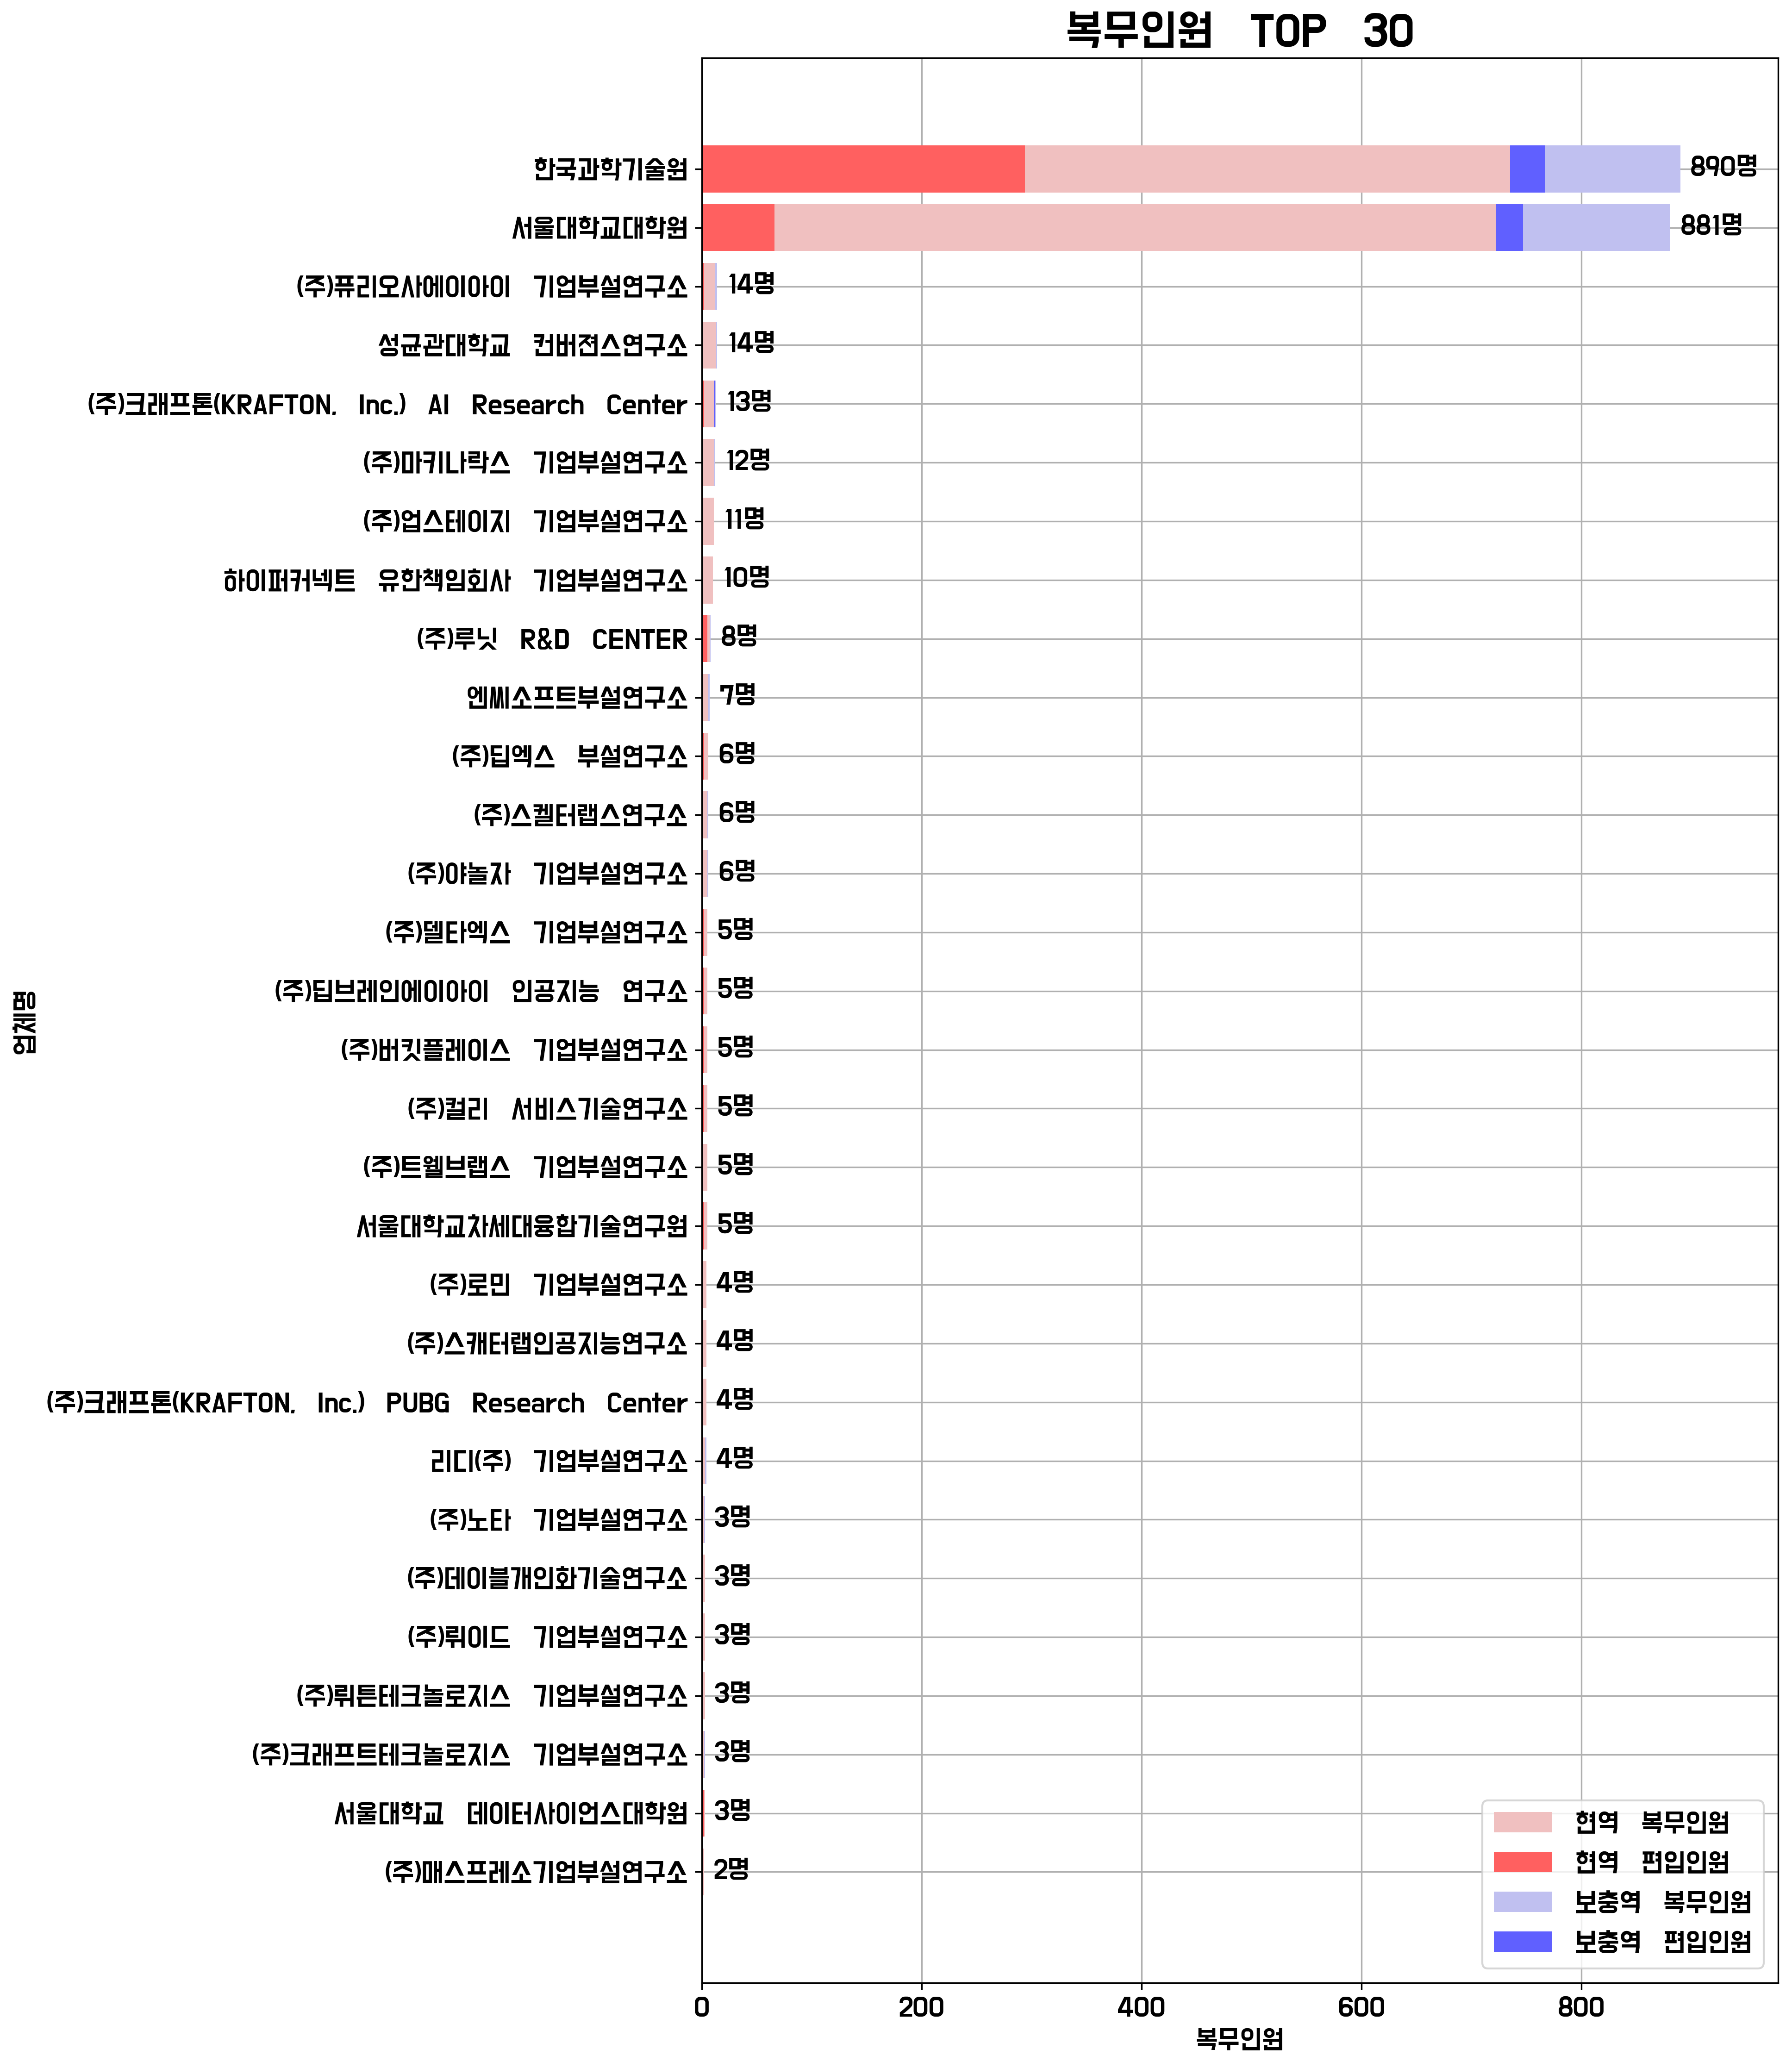 복무인원 TOP 30
한국과학기술원 890명
서울대학교대학원 881명
(주)퓨리오사에이아이 기업부설연구소 14명
성균관대학교 컨버젼스연구소 14명
(주)크래프톤(KRAFTON, Inc.) AI Research Center 13명
(주)마키나락스 기업부설연구소 12명
(주)업스테이지 기업부설연구소 11명
하이퍼커넥트 유한책임회사 기업부설연구소 10명
(주)루닛 R&D CENTER 8명
엔씨소프트부설연구소 7명
(주)딥엑스 부설연구소 6명
(주)스켈터랩스연구소 6명
(주)야놀자 기업부설연구소 6명
(주)델타엑스 기업부설연구소 5명
(주)딥브레인에이아이 인공지능 연구소 5명
(주)버킷플레이스 기업부설연구소 5명
(주)컬리 서비스기술연구소 5명
(주)트웰브랩스 기업부설연구소 5명
서울대학교차세대융합기술연구원 5명
(주)로민 기업부설연구소 4명
(주)스캐터랩인공지능연구소 4명
(주)크래프톤(KRAFTON, Inc.) PUBG Research Center 4명
리디(주) 기업부설연구소 4명
(주)노타 기업부설연구소 3명
(주)데이블개인화기술연구소 3명
(주)뤼이드 기업부설연구소 3명
(주)뤼튼테크놀로지스 기업부설연구소 3명
(주)크래프트테크놀로지스 기업부설연구소 3명
서울대학교 데이터사이언스대학원 3명
(주)매스프레소기업부설연구소 2명
업체명
현역 복무인원
현역 편입인원
보충역 복무인원
보충역 편입인원
0 200 400 600 800
복무인원